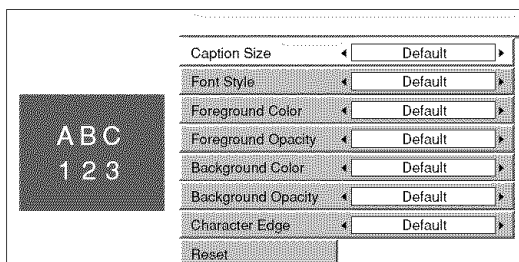 Caption Size Default
Font Style Default
Foreground Color Default
ABC
Foreground Opacity Default
123
Background Color Default
Background Opacity Default
Character Edge Default
Reset